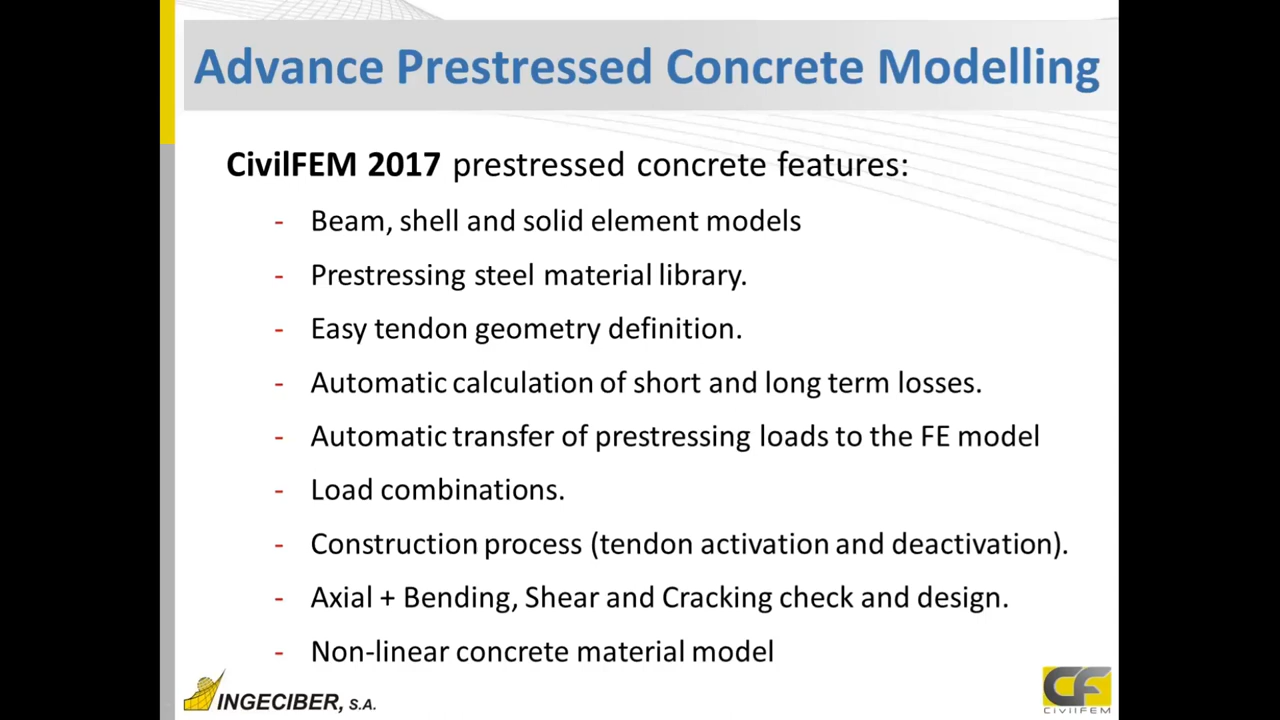 Advance Prestressed Concrete Modelling
CivilFEM 2017 prestressed concrete features:
- Beam, shell and solid element models
- Prestressing steel material library.
- Easy tendon geometry definition.
- Automatic calculation of short and long term losses.
- Automatic transfer of prestressing loads to the FE model
- Load combinations.
- Construction process (tendon activation and deactivation).
- Axial + Bending, Shear and Cracking check and design.
- Non-linear concrete material model
INGECIBER, S.A.
CF
CIVILFEM